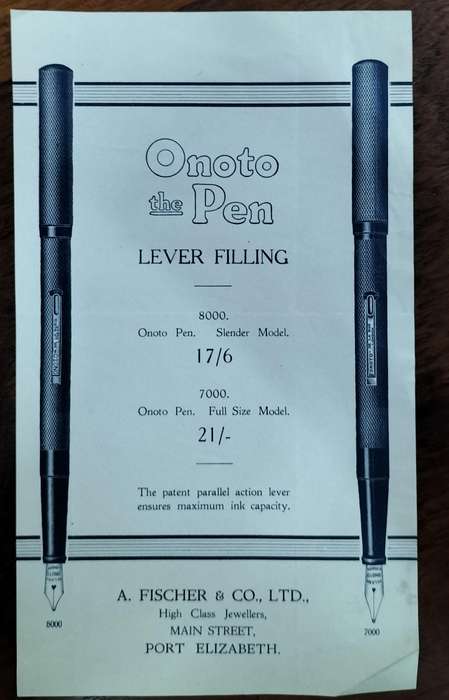 Onoto
the Pen
LEVER FILLING
8000.
Onoto Pen. Slender Model.
17/6
7000.
Onoto Pen. Full Size Model.
21/-
The patent parallel action lever
ensures maximum ink capacity.
8000
7000
A. FISCHER & CO., LTD.,
High Class Jewellers,
MAIN STREET,
PORT ELIZABETH.